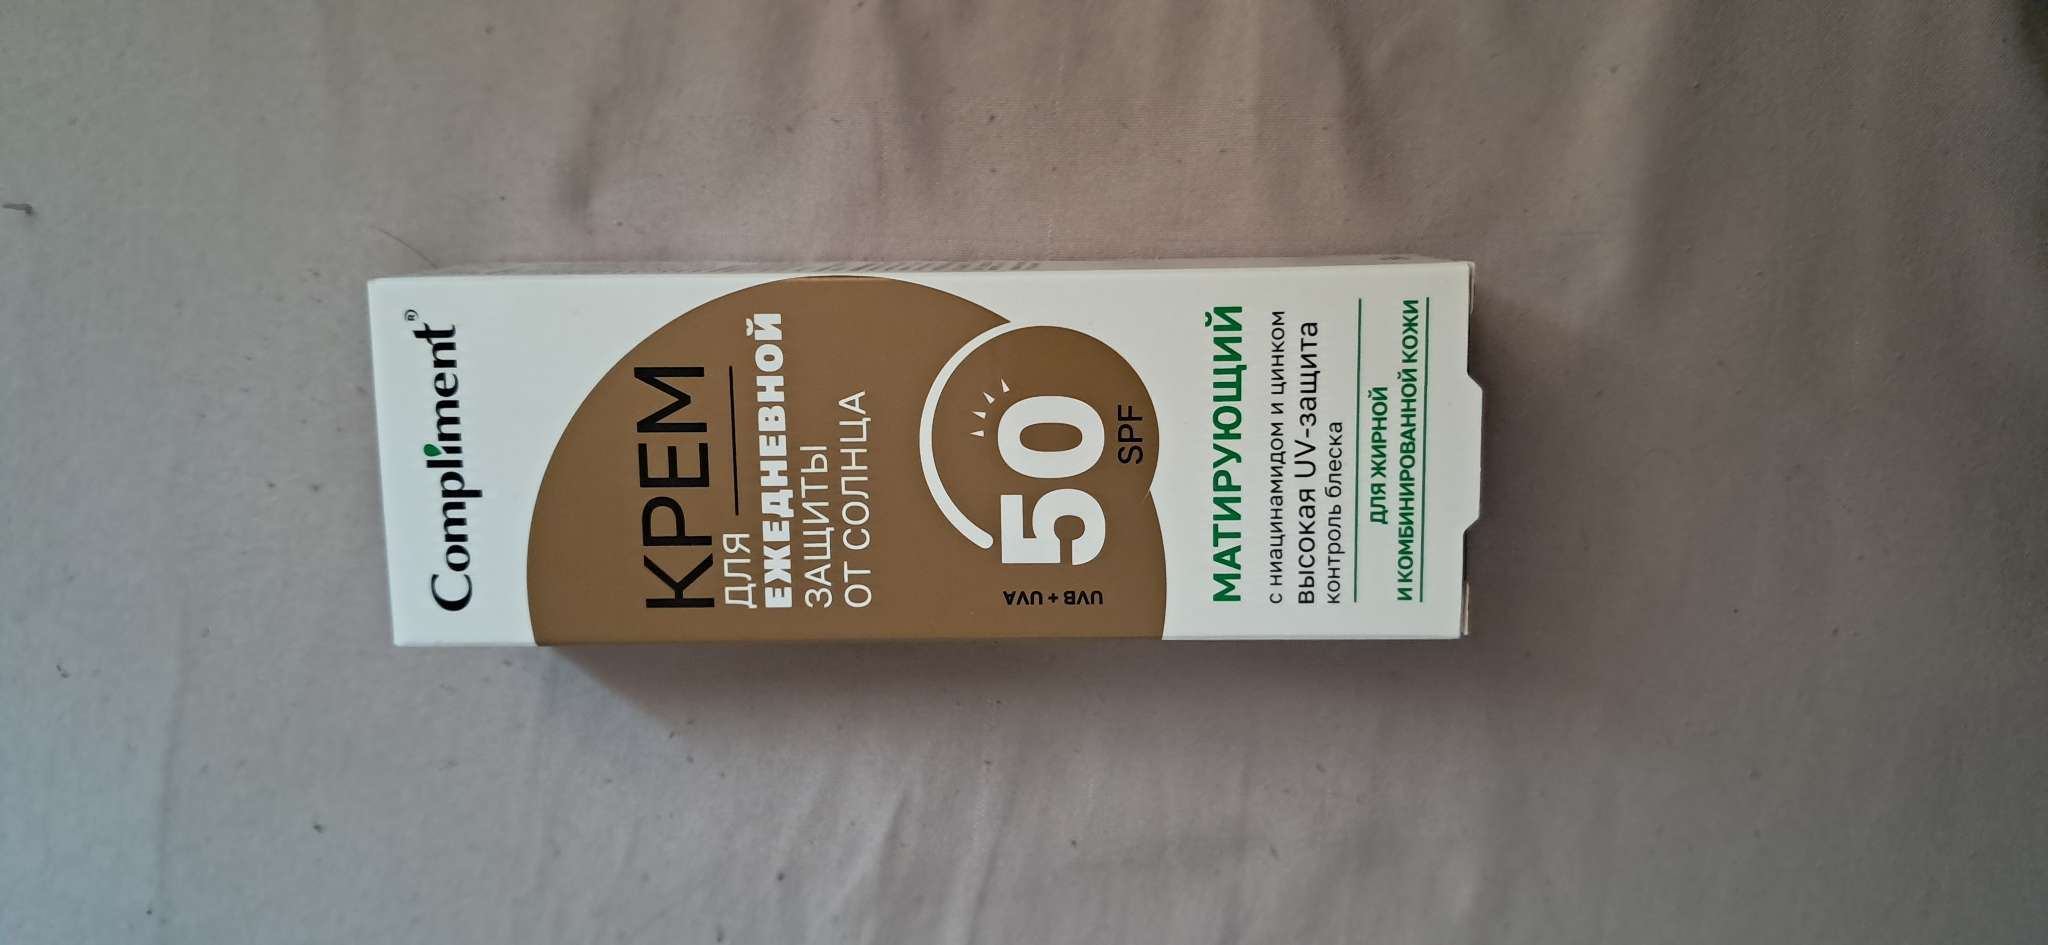 Compliment®
КРЕМ
ДЛЯ
ЕЖЕДНЕВНОЙ
ЗАЩИТЫ
ОТ СОЛНЦА
UVB + UVA
50
SPF
МАТИРУЮЩИЙ
с ниацинамидом и цинком
высокая UV-защита
контроль блеска
ДЛЯ ЖИРНОЙ
И КОМБИНИРОВАННОЙ КОЖИ